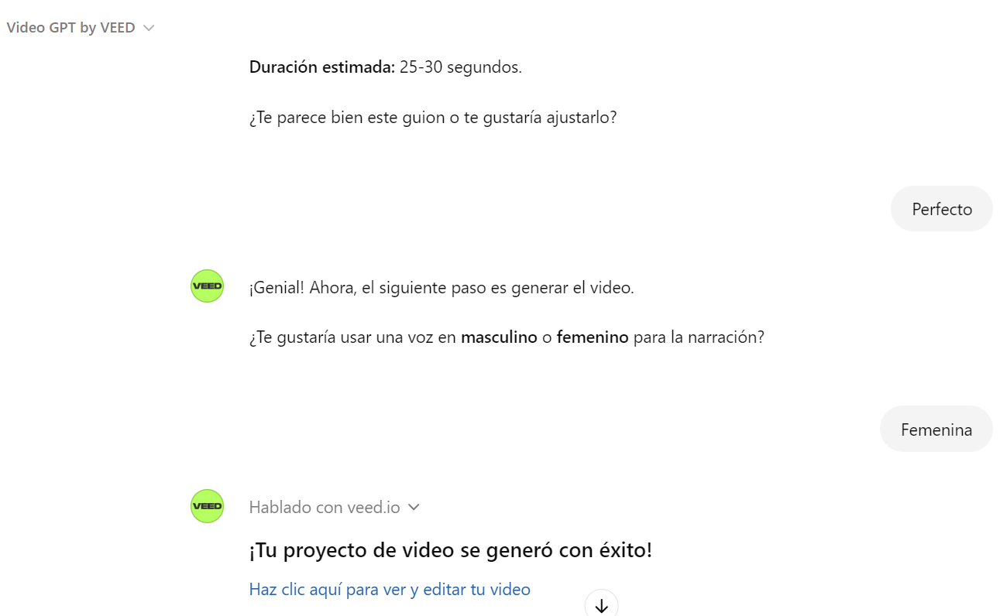 Video GPT by VEED
Duración estimada: 25-30 segundos.
¿Te parece bien este guion o te gustaría ajustarlo?
Perfecto
VEED
¡Genial! Ahora, el siguiente paso es generar el video.
¿Te gustaría usar una voz en masculino o femenino para la narración?
Femenina
VEED
Hablado con veed.io
¡Tu proyecto de video se generó con éxito!
Haz clic aquí para ver y editar tu video